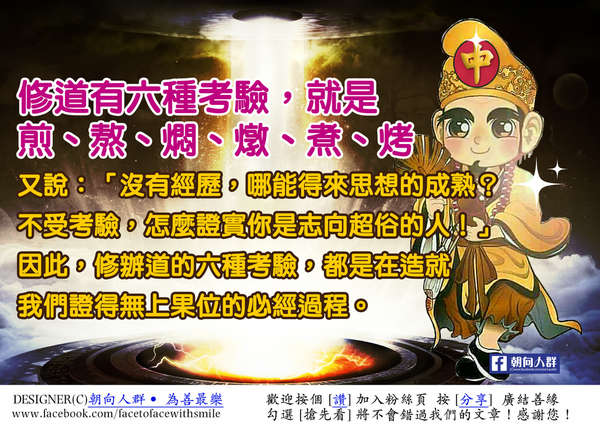 修道有六種考驗，就是
煎、熬、燜、燉、煮、烤
又說：「沒有經歷，哪能得來思想的成熟？
不受考驗，怎麼證實你是志向超俗的人！」
因此，修辦道的六種考驗，都是在造就
我們證得無上果位的必經過程。
中
朝向人群
DESIGNER(C)朝向人群• 為善最樂
www.facebook.com/facetofacewithsmile
歡迎按個 [讚] 加入粉絲頁 按 [分享] 廣結善緣
勾選 [搶先看] 將不會錯過我們的文章！感謝您！